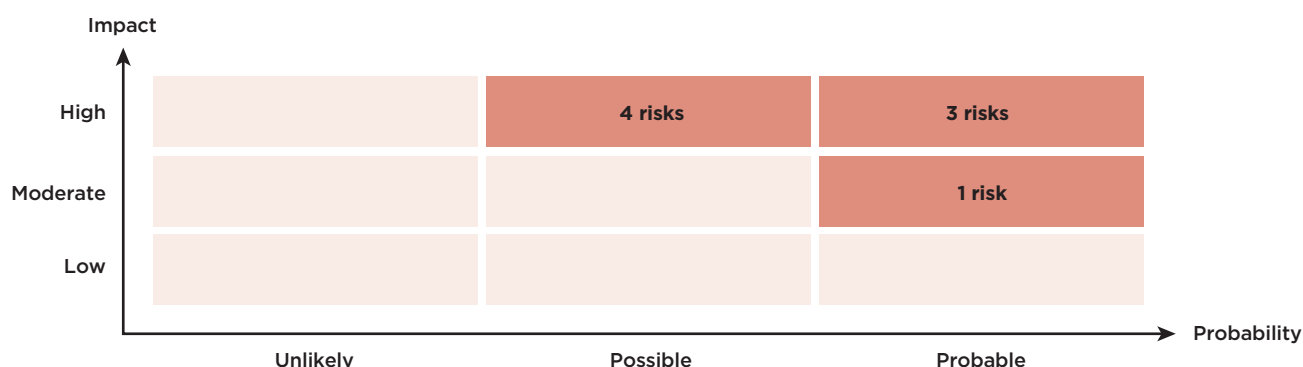 Impact
High
4 risks
3 risks
Moderate
1 risk
Low
Probability
Unlikely
Possible
Probable